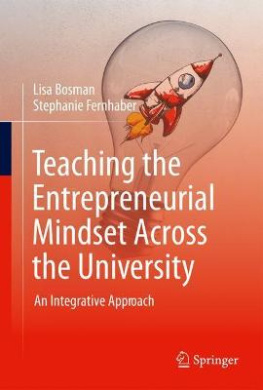 Lisa Bosman
Stephanie Fernhaber
Teaching the
Entrepreneurial
Mindset Across
the University
An Integrative Approach
Springer